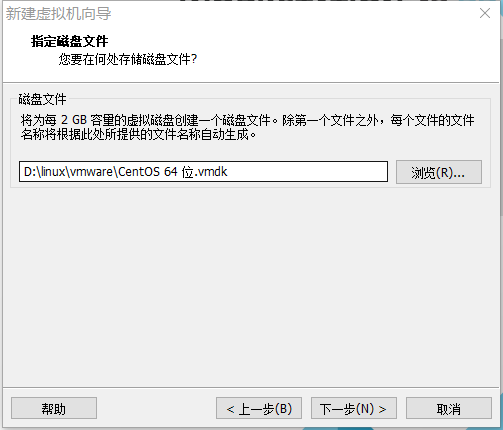 新建虚拟机向导
指定磁盘文件
您要在何处存储磁盘文件?
磁盘文件
将为每 2 GB 容量的虚拟磁盘创建一个磁盘文件。除第一个文件之外，每个文件的文件
名称将根据此处所提供的文件名称自动生成。
D:\linux\vmware\CentOS 64 位.vmdk
浏览(R)...
帮助
< 上一步(B)
下一步(N) >
取消